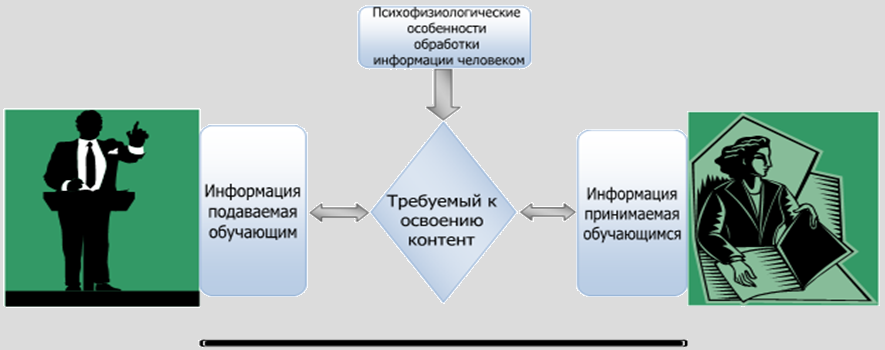 Психофизиологические
особенности
обработки
информации человеком
Информация
подаваемая
обучающим
Требуемый к
освоению
контент
Информация
принимаемая
обучающимся